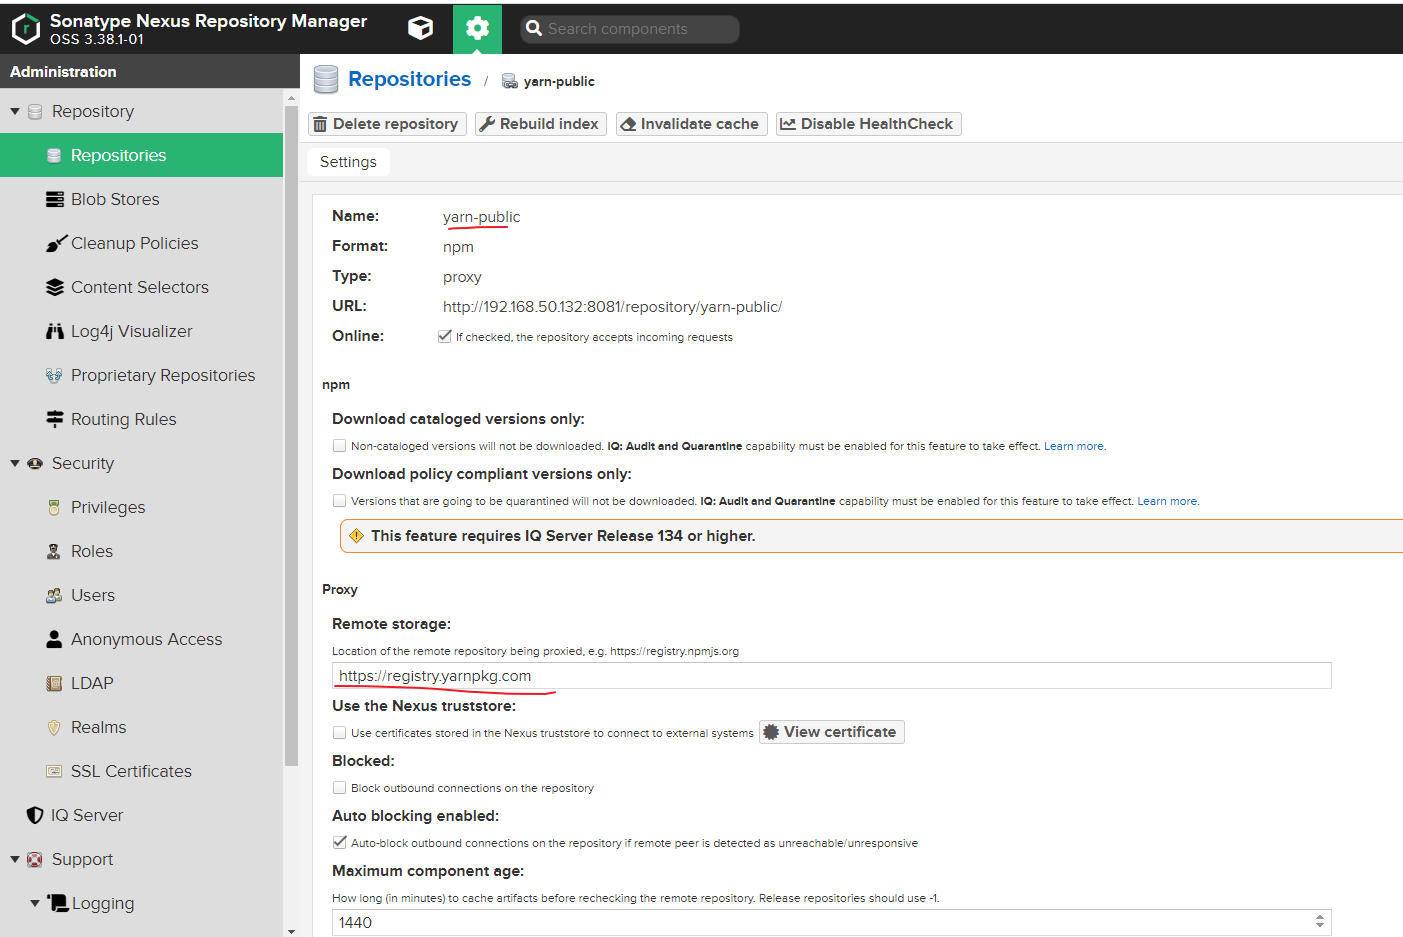 Sonatype Nexus Repository Manager
OSS 3.38.1-01
Search components
Administration
Repository
Repositories
Blob Stores
Cleanup Policies
Content Selectors
Log4j Visualizer
Proprietary Repositories
Routing Rules
Security
Privileges
Roles
Users
Anonymous Access
LDAP
Realms
SSL Certificates
IQ Server
Support
Logging
Repositories / yarn-public
Delete repository Rebuild index Invalidate cache Disable HealthCheck
Settings
Name: yarn-public
Format: npm
Type: proxy
URL: http://192.168.50.132:8081/repository/yarn-public/
Online: If checked, the repository accepts incoming requests
npm
Download cataloged versions only:
Non-cataloged versions will not be downloaded. IQ: Audit and Quarantine capability must be enabled for this feature to take effect. Learn more.
Download policy compliant versions only:
Versions that are going to be quarantined will not be downloaded. IQ: Audit and Quarantine capability must be enabled for this feature to take effect. Learn more.
This feature requires IQ Server Release 134 or higher.
Proxy
Remote storage:
Location of the remote repository being proxied, e.g. https://registry.npmjs.org
https://registry.yarnpkg.com
Use the Nexus truststore:
Use certificates stored in the Nexus truststore to connect to external systems View certificate
Blocked:
Block outbound connections on the repository
Auto blocking enabled:
Auto-block outbound connections on the repository if remote peer is detected as unreachable/unresponsive
Maximum component age:
How long (in minutes) to cache artifacts before rechecking the remote repository. Release repositories should use -1.
1440